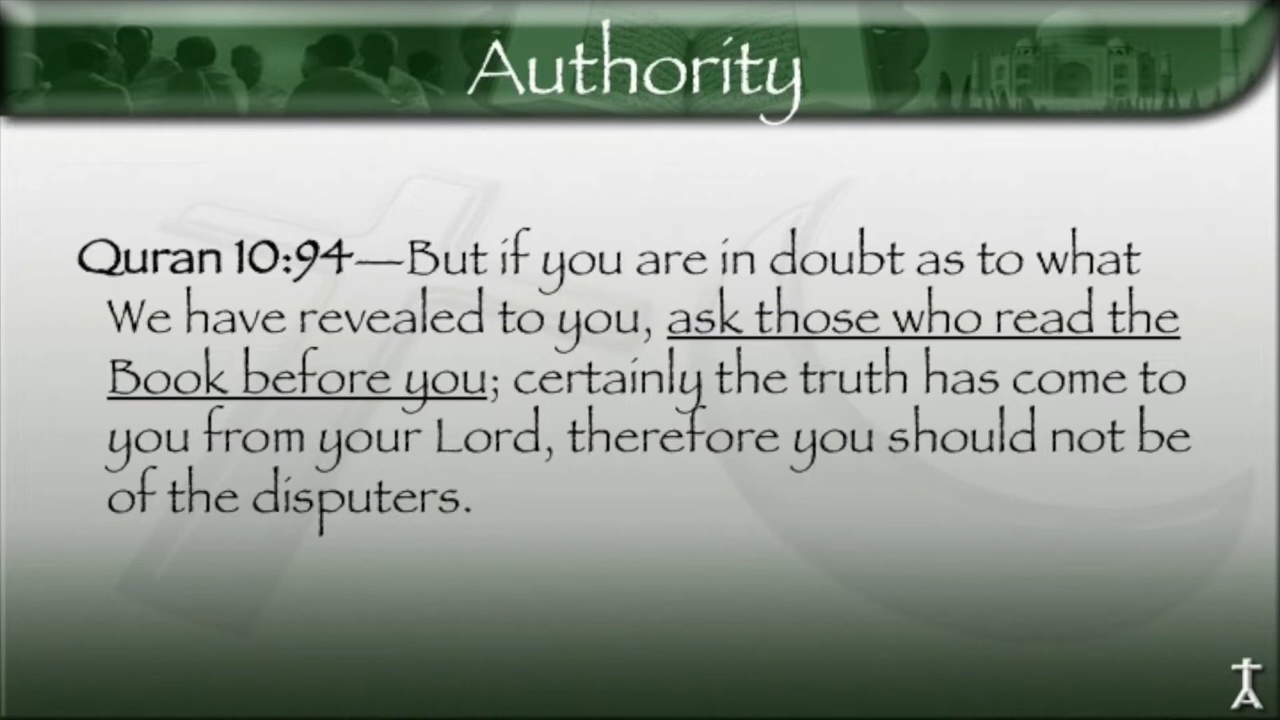 Authority
Quran 10:94—But if you are in doubt as to what
We have revealed to you, ask those who read the
Book before you; certainly the truth has come to
you from your Lord, therefore you should not be
of the disputers.